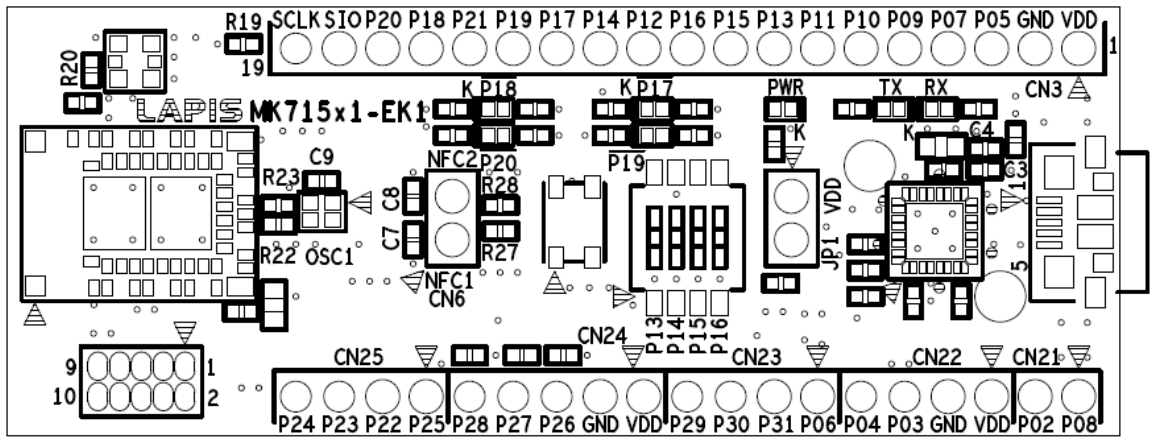 R19 SCLK SIO P20 P18 P21 P19 P17 P14 P12 P16 P15 P13 P11 P10 P09 P07 P05 GND VDD
19 1
R20
CN3
LAPIS MK715x1-EK1
K P18
K P17
PWR
TX RX
K
K C4
P20
P19
C3
NFC2
C9
R23
C8
R28
VDD
1
R22 OSC1
C7
R27
JP1
5
NFC1
CN6
P13 P14 P15 P16
CN25 CN24 CN23 CN22 CN21
9 1
10 2
P24 P23 P22 P25 P28 P27 P26 GND VDD P29 P30 P31 P06 P04 P03 GND VDD P02 P08